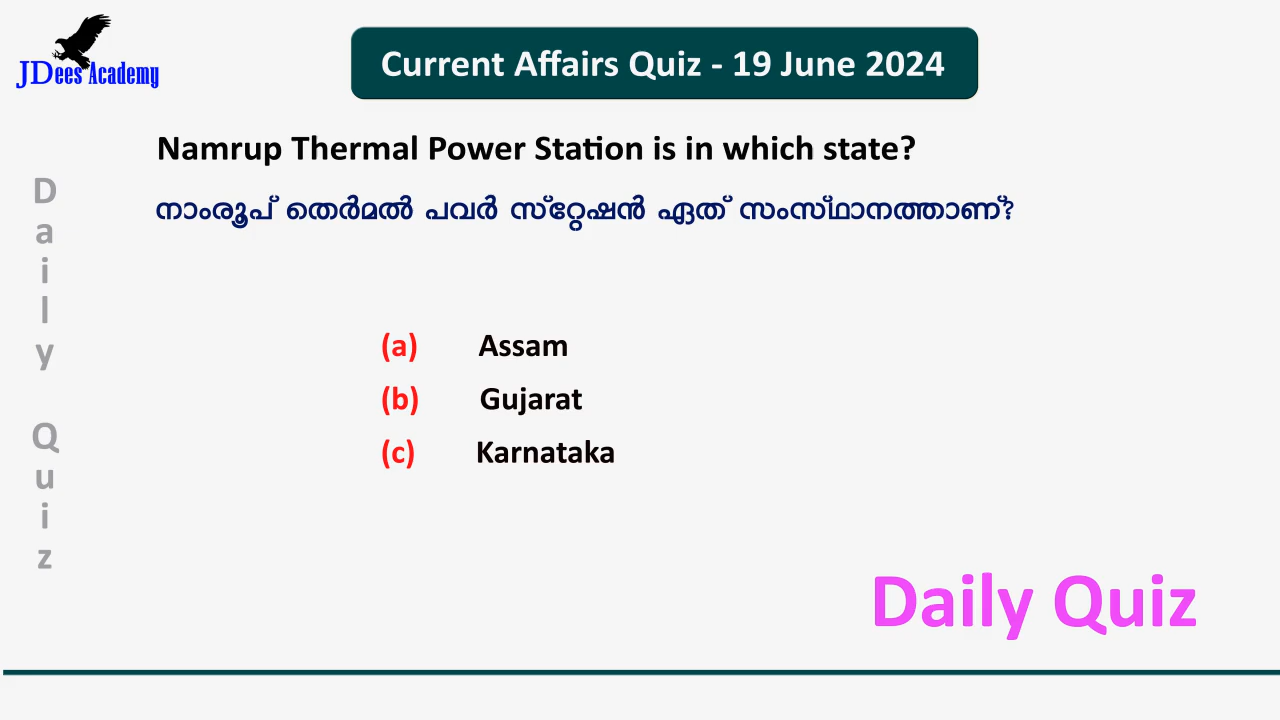 JDees Academy
Current Affairs Quiz - 19 June 2024
Namrup Thermal Power Station is in which state?
നാംരൂപ് തെർമൽ പവർ സ്റ്റേഷൻ ഏത് സംസ്ഥാനത്താണ്?
(a) Assam
(b) Gujarat
(c) Karnataka
Daily Quiz
Daily Quiz